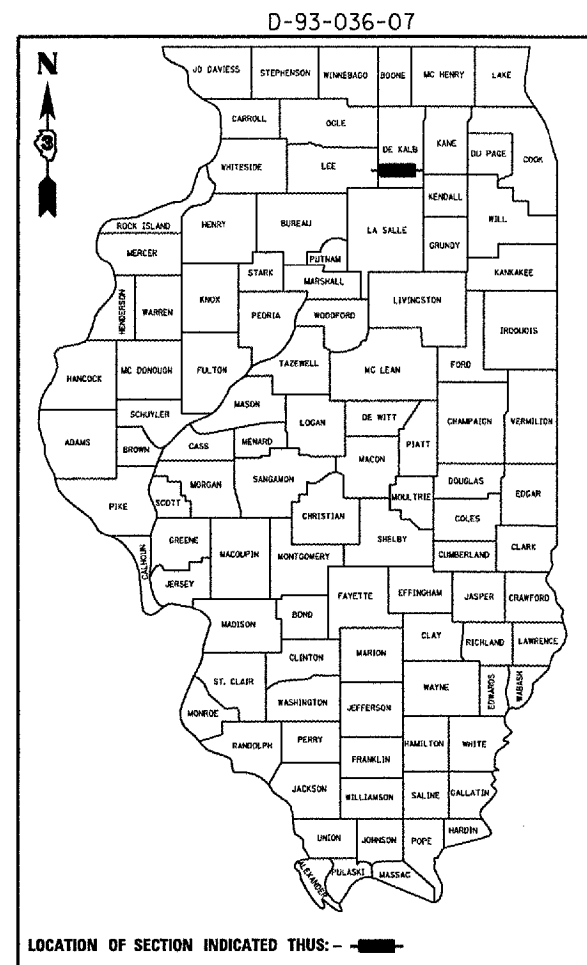 D-93-036-07
N
3
JO DAVIESS STEPHENSON WINNEBAGO BOONE MC HENRY LAKE
CARROLL OGLE DE KALB KANE DU PAGE COOK
WHITESIDE LEE KENDALL WILL
ROCK ISLAND HENRY BUREAU LA SALLE GRUNDY
MERCER PUTNAM KANKAKEE
HENDERSON WARREN KNOX STARK MARSHALL LIVINGSTON IROQUOIS
PEORIA WOODFORD
HANCOCK MC DONOUGH FULTON TAZEWELL MC LEAN FORD
SCHUYLER MASON LOGAN DE WITT CHAMPAIGN VERMILION
ADAMS BROWN CASS MENARD MACON PIATT
PIKE SCOTT MORGAN SANGAMON CHRISTIAN MOULTRIE DOUGLAS EDGAR
COLES
CALHOUN GREENE MACOUPIN MONTGOMERY SHELBY CUMBERLAND CLARK
JERSEY FAYETTE EFFINGHAM JASPER CRAWFORD
MADISON BOND CLAY RICHLAND LAWRENCE
ST. CLAIR CLINTON MARION WAYNE EDWARDS WABASH
MONROE WASHINGTON JEFFERSON
RANDOLPH PERRY FRANKLIN HAMILTON WHITE
JACKSON WILLIAMSON SALINE GALLATIN
UNION JOHNSON POPE HARDIN
ALEXANDER PULASKI MASSAC
LOCATION OF SECTION INDICATED THUS: -